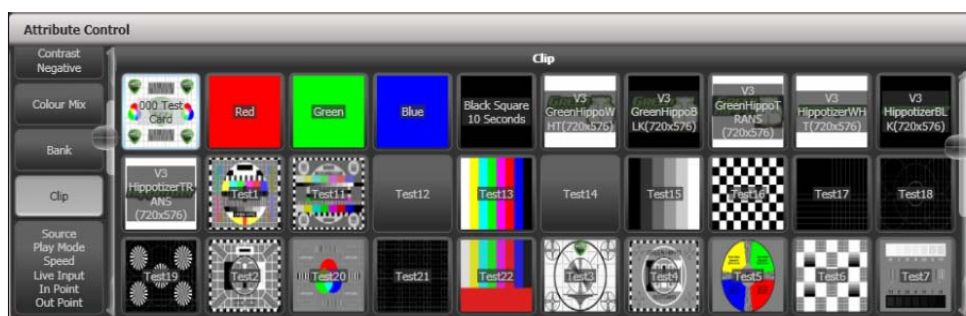 Attribute Control
Contrast
Negative
Colour Mix
Bank
Clip
Source
Play Mode
Speed
Live Input
In Point
Out Point
Clip
000 Test
Card
Red
Green
Blue
Black Square
10 Seconds
V3
GreenHippoW
HT(720x576)
V3
GreenHippoB
LK(720x576)
V3
GreenHippoT
RANS
(720x576)
V3
HippotizerWH
T(720x576)
V3
HippotizerBL
K(720x576)
V3
HippotizerTR
ANS
(720x576)
Test1
Test11
Test12
Test13
Test14
Test15
Test16
Test17
Test18
Test19
Test2
Test20
Test21
Test22
Test3
Test4
Test5
Test6
Test7